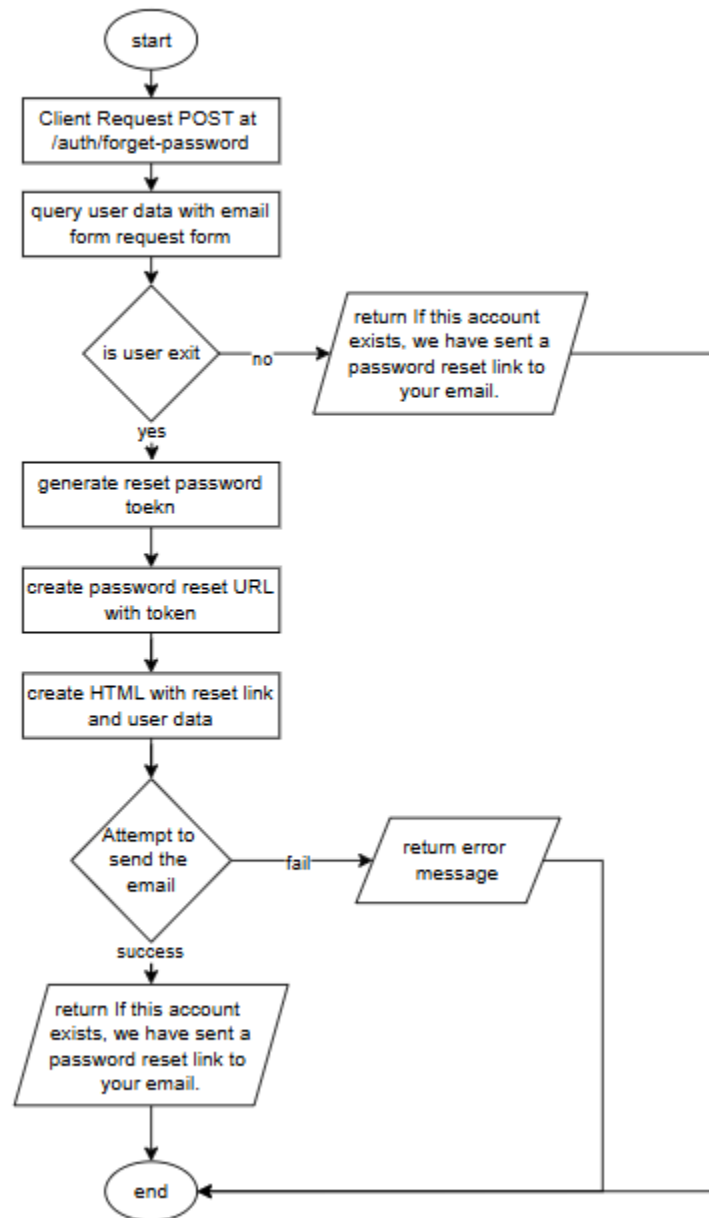 start
Client Request POST at
/auth/forget-password
query user data with email
form request form
is user exit
no
return If this account
exists, we have sent a
password reset link to
your email.
yes
generate reset password
toekn
create password reset URL
with token
create HTML with reset link
and user data
Attempt to
send the
email
fail
return error
message
success
return If this account
exists, we have sent a
password reset link to
your email.
end